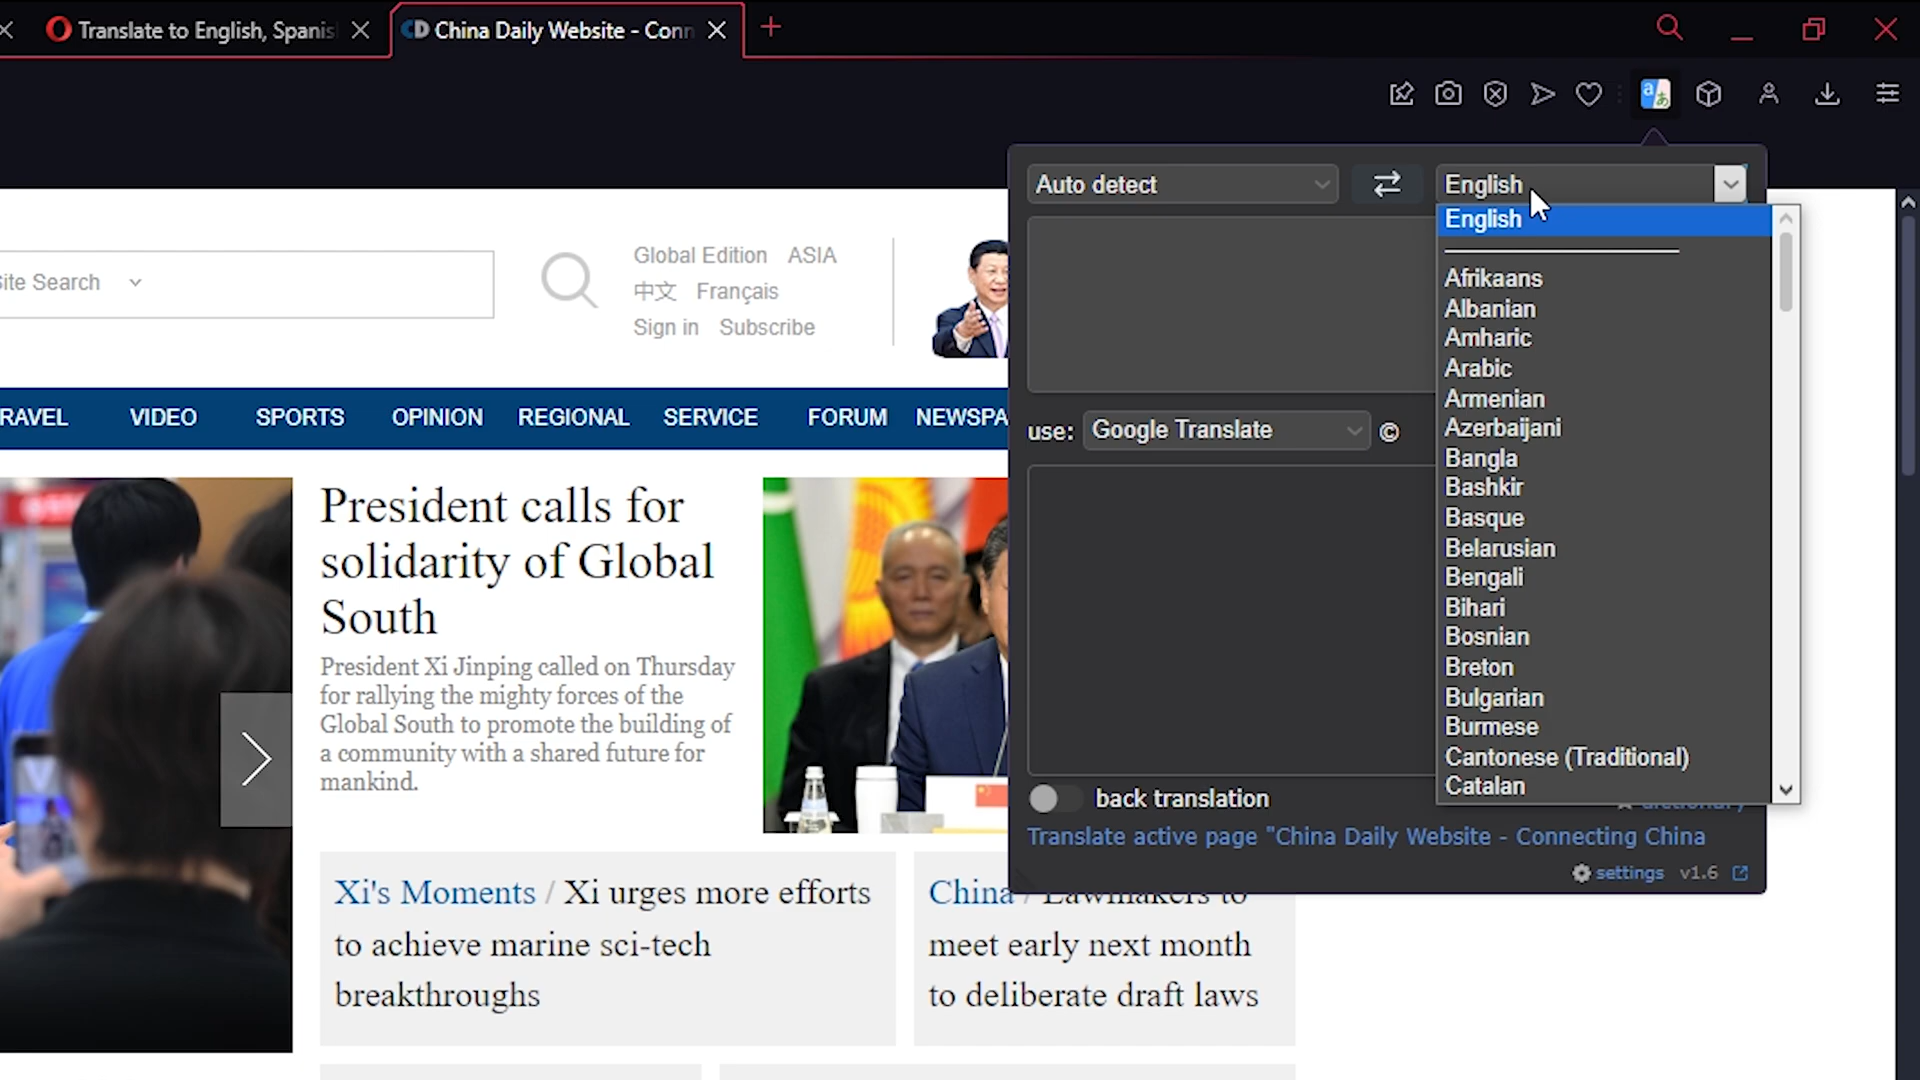 Translate to English, Spanis
CD China Daily Website - Conn
Auto detect
English
English
Afrikaans
Albanian
Amharic
Arabic
Armenian
Azerbaijani
Bangla
Bashkir
Basque
Belarusian
Bengali
Bihari
Bosnian
Breton
Bulgarian
Burmese
Cantonese (Traditional)
Catalan
use: Google Translate ©
back translation
dictionary
Translate active page "China Daily Website - Connecting China
settings v1.6
ite Search
Global Edition ASIA
中文 Français
Sign in Subscribe
RAVEL VIDEO SPORTS OPINION REGIONAL SERVICE FORUM NEWSPA
President calls for
solidarity of Global
South
President Xi Jinping called on Thursday
for rallying the mighty forces of the
Global South to promote the building of
a community with a shared future for
mankind.
Xi's Moments / Xi urges more efforts
to achieve marine sci-tech
breakthroughs
China / Lawmakers to
meet early next month
to deliberate draft laws